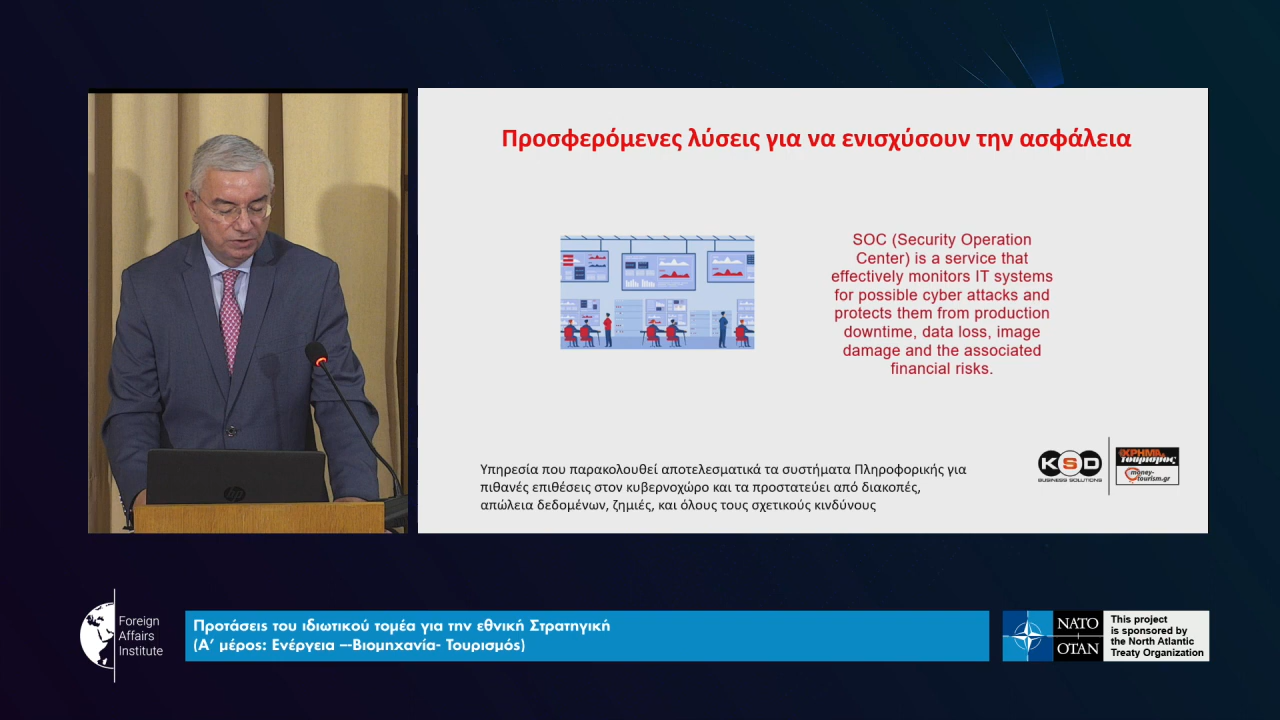 Προσφερόμενες λύσεις για να ενισχύσουν την ασφάλεια
SOC (Security Operation
Center) is a service that
effectively monitors IT systems
for possible cyber attacks and
protects them from production
downtime, data loss, image
damage and the associated
financial risks.
Υπηρεσία που παρακολουθεί αποτελεσματικά τα συστήματα Πληροφορικής για
πιθανές επιθέσεις στον κυβερνοχώρο και τα προστατεύει από διακοπές,
απώλεια δεδομένων, ζημιές, και όλους τους σχετικούς κινδύνους
KSD
BUSINESS SOLUTIONS
ΧΡΗΜΑ
τουρισμός
money-
tourism.gr
hp
Foreign
Affairs
Institute
Προτάσεις του ιδιωτικού τομέα για την εθνική Στρατηγική
(Α’ μέρος: Ενέργεια –-Βιομηχανία- Τουρισμός)
NATO
OTAN
This project
is sponsored by
the North Atlantic
Treaty Organization